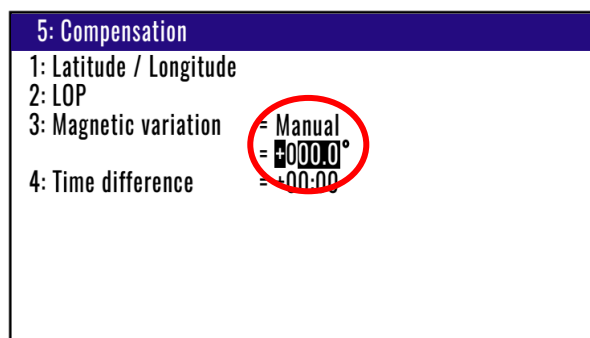 5: Compensation
1: Latitude / Longitude
2: LOP
3: Magnetic variation = Manual
= +000.0°
4: Time difference = +00:00